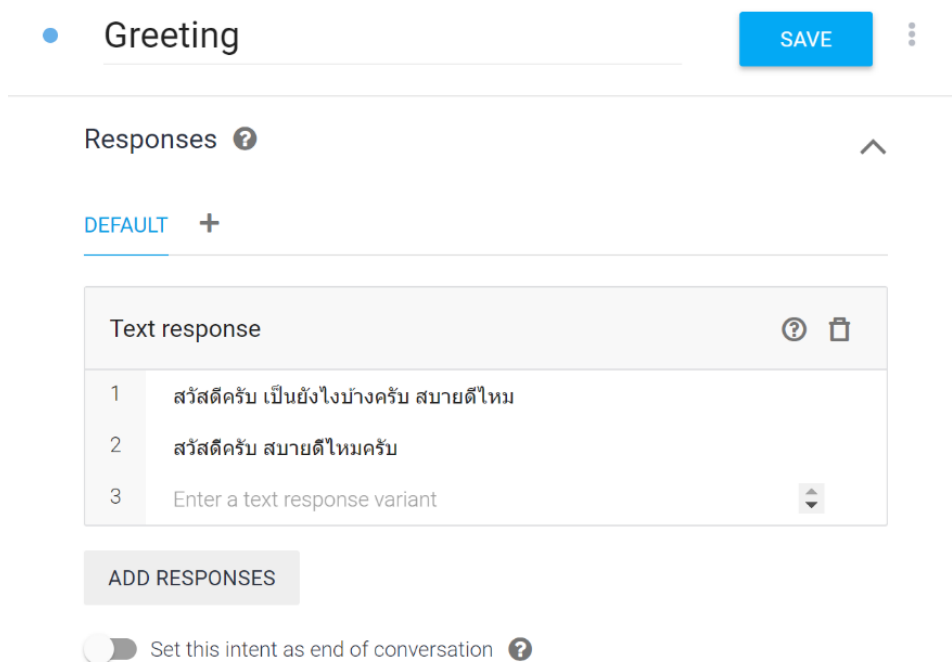 Greeting
SAVE
Responses
DEFAULT +
Text response
1 สวัสดีครับ เป็นยังไงบ้างครับ สบายดีไหม
2 สวัสดีครับ สบายดีไหมครับ
3 Enter a text response variant
ADD RESPONSES
Set this intent as end of conversation